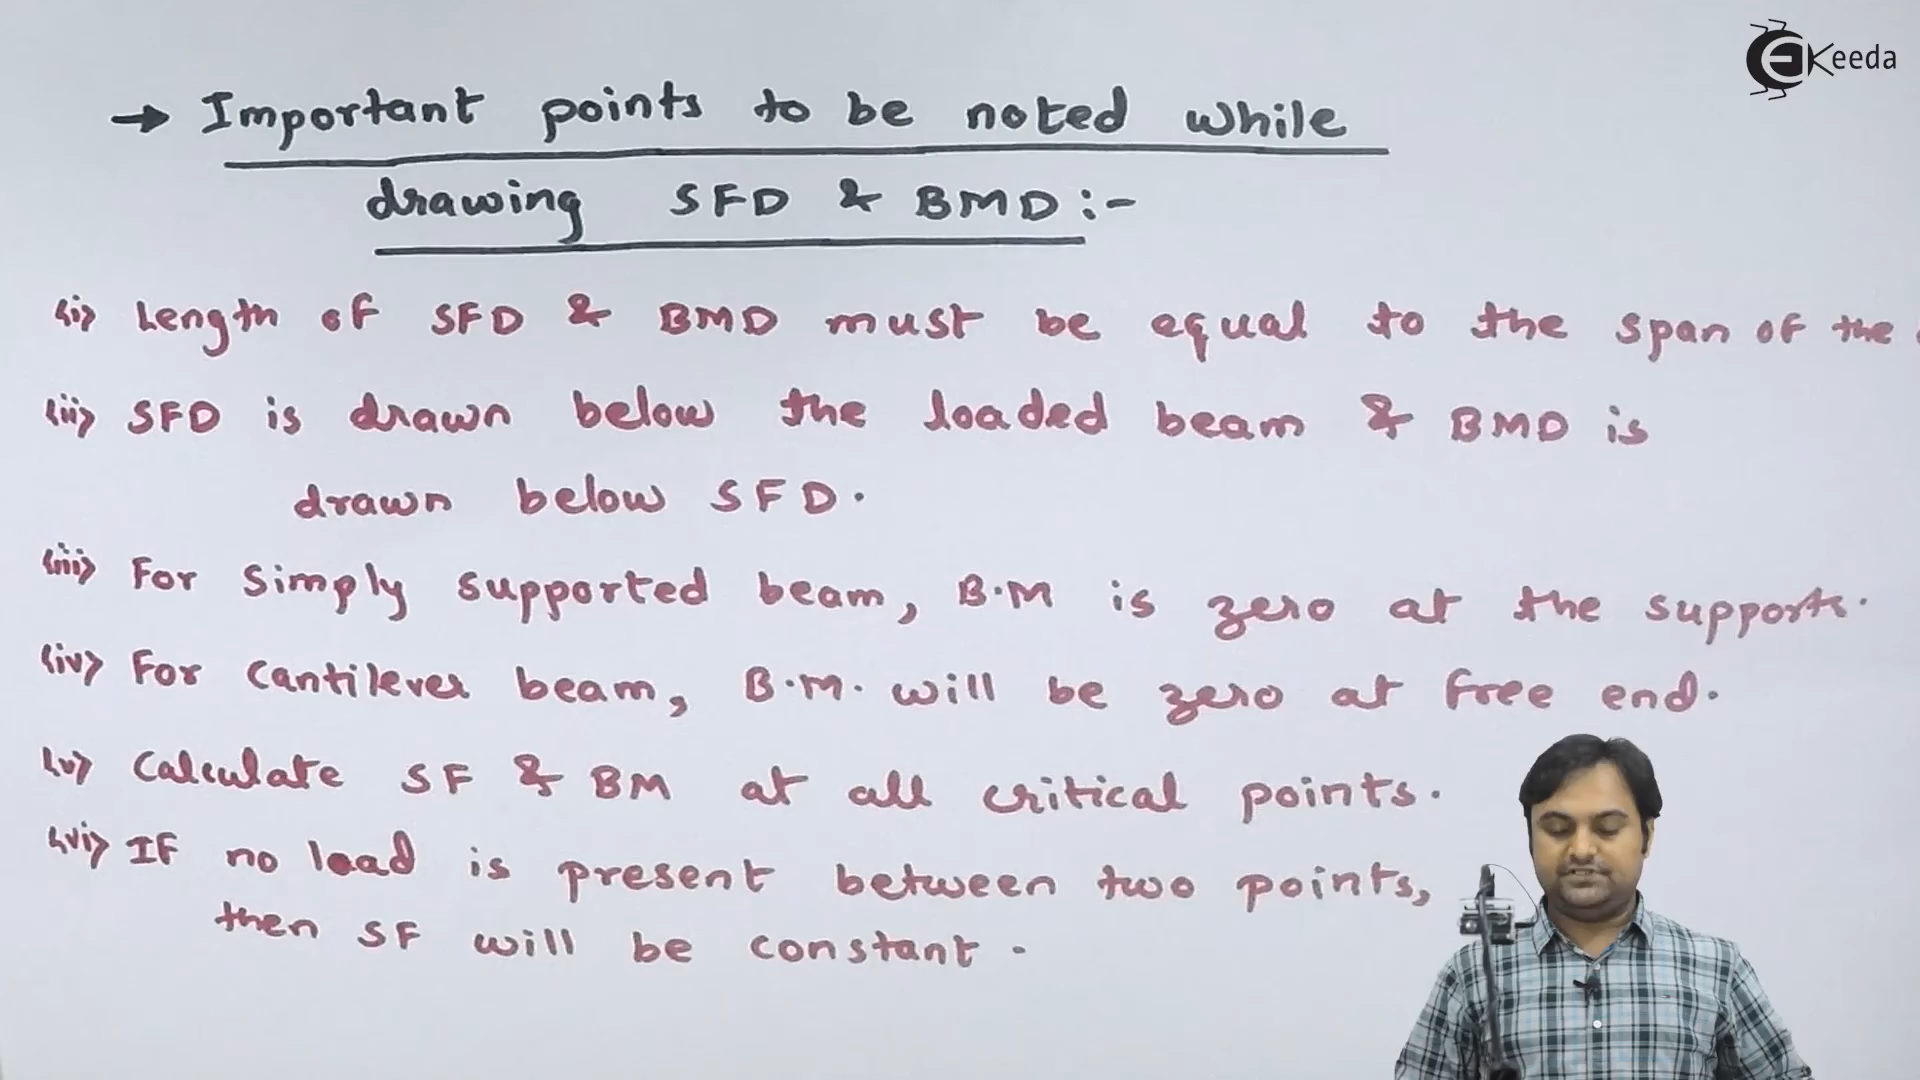 EKeeda
→ Important points to be noted while
drawing SFD & BMD :-
(i) Length of SFD & BMD must be equal to the span of the
(ii) SFD is drawn below the loaded beam & BMD is
drawn below SFD.
(iii) For Simply supported beam, B.M is zero at the supports.
(iv) For Cantilever beam, B.M. will be zero at free end.
(v) Calculate SF & BM at all critical points.
(vi) IF no load is present between two points,
then SF will be constant.